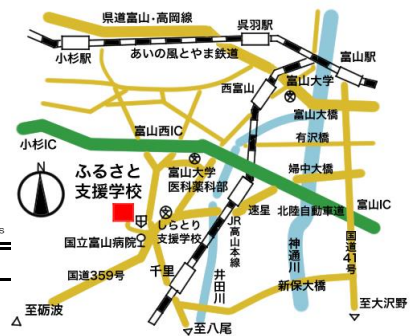 県道富山・高岡線
呉羽駅
小杉駅
あいの風とやま鉄道
富山駅
西富山
富山大学
富山大橋
小杉IC
富山西IC
有沢橋
N
ふるさと
支援学校
富山大学
医科薬科部
婦中大橋
富山IC
しらとり
支援学校
速星
北陸自動車道
国立富山病院
JR高山本線
神通川
国道41号
国道359号
千里
井田川
新保大橋
至砺波
至八尾
至大沢野
s